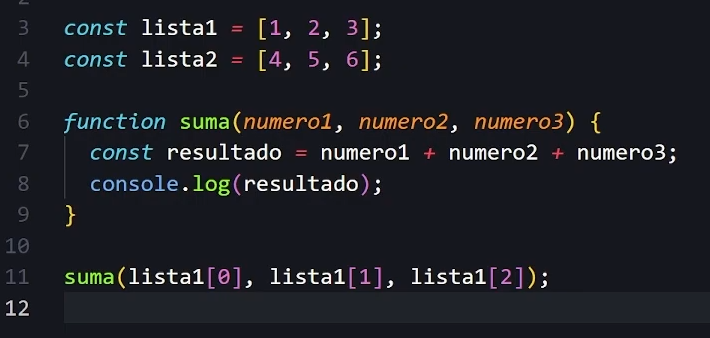 3 const lista1 = [1, 2, 3];
4 const lista2 = [4, 5, 6];
5
6 function suma(numero1, numero2, numero3) {
7   const resultado = numero1 + numero2 + numero3;
8   console.log(resultado);
9 }
10
11 suma(lista1[0], lista1[1], lista1[2]);
12